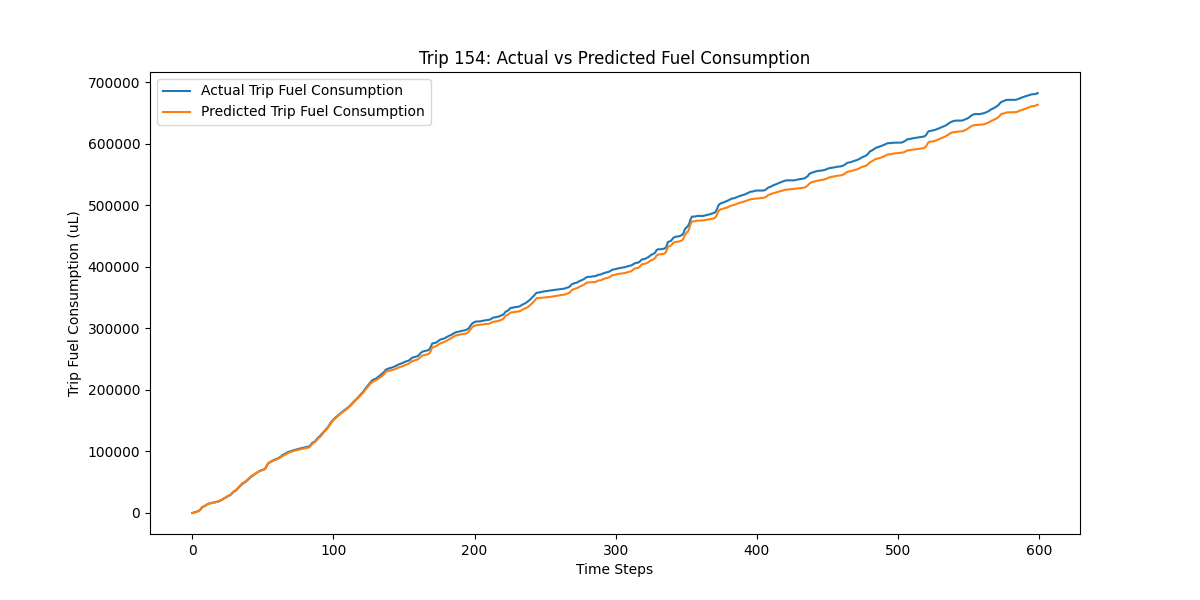 Trip 154: Actual vs Predicted Fuel Consumption
Actual Trip Fuel Consumption
Predicted Trip Fuel Consumption
Trip Fuel Consumption (uL)
700000
600000
500000
400000
300000
200000
100000
0
0 100 200 300 400 500 600
Time Steps